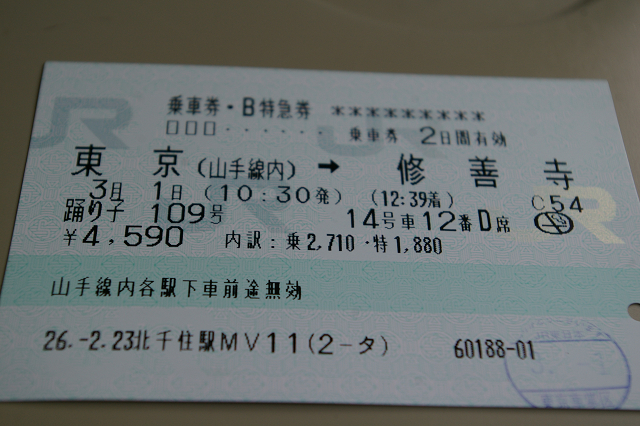 乗車券・B特急券 *********
□□□・・・・・・ 乗車券 2日間有効
東京(山手線内) → 修善寺
3月 1日 (10:30発) (12:39着) C54
踊り子 109号 14号車12番D席
¥4,590 内訳:乗2,710・特1,880
山手線内各駅下車前途無効
26.-2.23北千住駅MV11(2-タ) 60188-01
JR